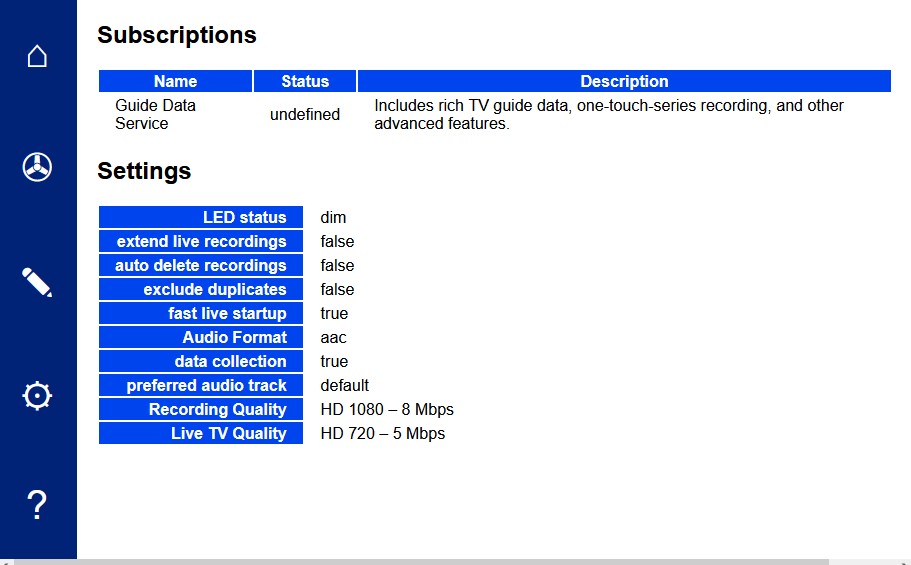 Subscriptions
Name Status Description
Guide Data Service undefined Includes rich TV guide data, one-touch-series recording, and other advanced features.
Settings
LED status dim
extend live recordings false
auto delete recordings false
exclude duplicates false
fast live startup true
Audio Format aac
data collection true
preferred audio track default
Recording Quality HD 1080 – 8 Mbps
Live TV Quality HD 720 – 5 Mbps
?